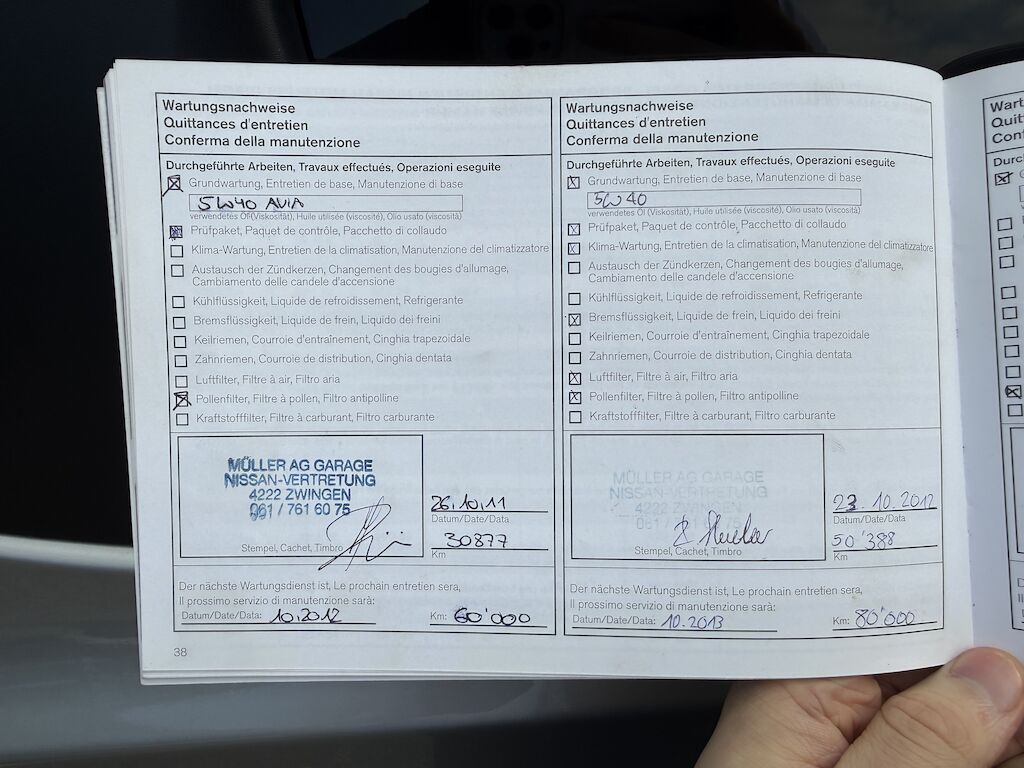 Wartungsnachweise
Quittances d'entretien
Conferma della manutenzione
Durchgeführte Arbeiten, Travaux effectués, Operazioni eseguite
Grundwartung, Entretien de base, Manutenzione di base
5W40 AVIA
verwendetes Öl(Viskosität), Huile utilisée (viscosité), Olio usato (viscosità)
Prüfpaket, Paquet de contrôle, Pacchetto di collaudo
Klima-Wartung, Entretien de la climatisation, Manutenzione del climatizzatore
Austausch der Zündkerzen, Changement des bougies d'allumage,
Cambiamento delle candele d'accensione
Kühlflüssigkeit, Liquide de refroidissement, Refrigerante
Bremsflüssigkeit, Liquide de frein, Liquido dei freini
Keilriemen, Courroie d'entraînement, Cinghia trapezoidale
Zahnriemen, Courroie de distribution, Cinghia dentata
Luftfilter, Filtre à air, Filtro aria
Pollenfilter, Filtre à pollen, Filtro antipolline
Kraftstofffilter, Filtre à carburant, Filtro carburante
MÜLLER AG GARAGE
NISSAN-VERTRETUNG
4222 ZWINGEN
061 / 761 60 75
Stempel, Cachet, Timbro
26.10.11
Datum/Date/Data
30877
Km
Der nächste Wartungsdienst ist, Le prochain entretien sera,
Il prossimo servizio di manutenzione sarà:
Datum/Date/Data: 10.2012 Km: 60'000
38
Wartungsnachweise
Quittances d'entretien
Conferma della manutenzione
Durchgeführte Arbeiten, Travaux effectués, Operazioni eseguite
Grundwartung, Entretien de base, Manutenzione di base
5W40
verwendetes Öl(Viskosität), Huile utilisée (viscosité), Olio usato (viscosità)
Prüfpaket, Paquet de contrôle, Pacchetto di collaudo
Klima-Wartung, Entretien de la climatisation, Manutenzione del climatizzatore
Austausch der Zündkerzen, Changement des bougies d'allumage,
Cambiamento delle candele d'accensione
Kühlflüssigkeit, Liquide de refroidissement, Refrigerante
Bremsflüssigkeit, Liquide de frein, Liquido dei freini
Keilriemen, Courroie d'entraînement, Cinghia trapezoidale
Zahnriemen, Courroie de distribution, Cinghia dentata
Luftfilter, Filtre à air, Filtro aria
Pollenfilter, Filtre à pollen, Filtro antipolline
Kraftstofffilter, Filtre à carburant, Filtro carburante
MÜLLER AG GARAGE
NISSAN-VERTRETUNG
4222 ZWINGEN
061 / 761 60 75
Stempel, Cachet, Timbro
23.10.2012
Datum/Date/Data
50'388
Km
Der nächste Wartungsdienst ist, Le prochain entretien sera,
Il prossimo servizio di manutenzione sarà:
Datum/Date/Data: 10.2013 Km: 80'000